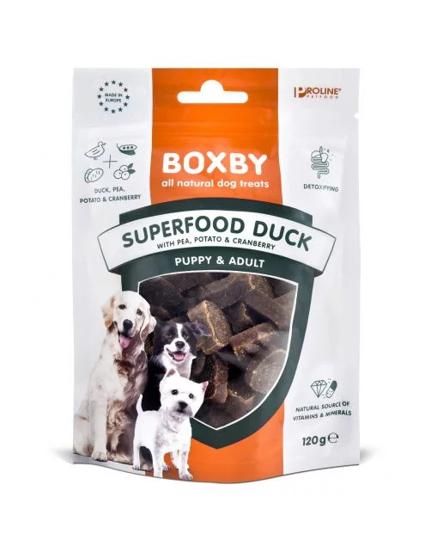 MADE IN
EUROPE
PROLINE®
PETFOOD
DUCK, PEA,
POTATO & CRANBERRY
BOXBY
all natural dog treats
DETOXIFYING
SUPERFOOD DUCK
WITH PEA, POTATO & CRANBERRY
PUPPY & ADULT
NATURAL SOURCE OF
VITAMINS & MINERALS
120g℮